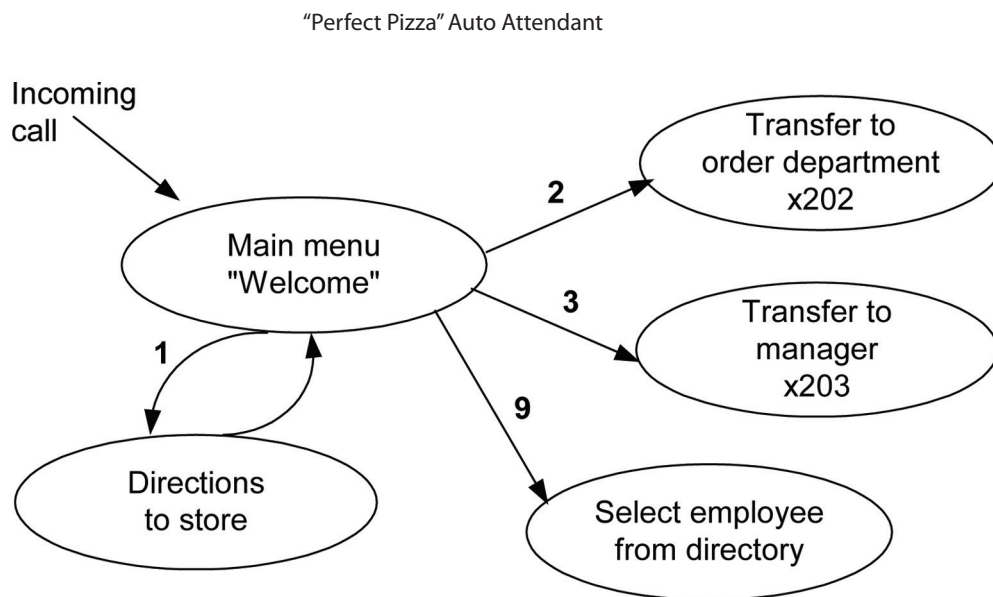 “Perfect Pizza” Auto Attendant
Incoming
call
Transfer to
order department
x202
2
Main menu
"Welcome"
3
Transfer to
manager
x203
1
9
Directions
to store
Select employee
from directory